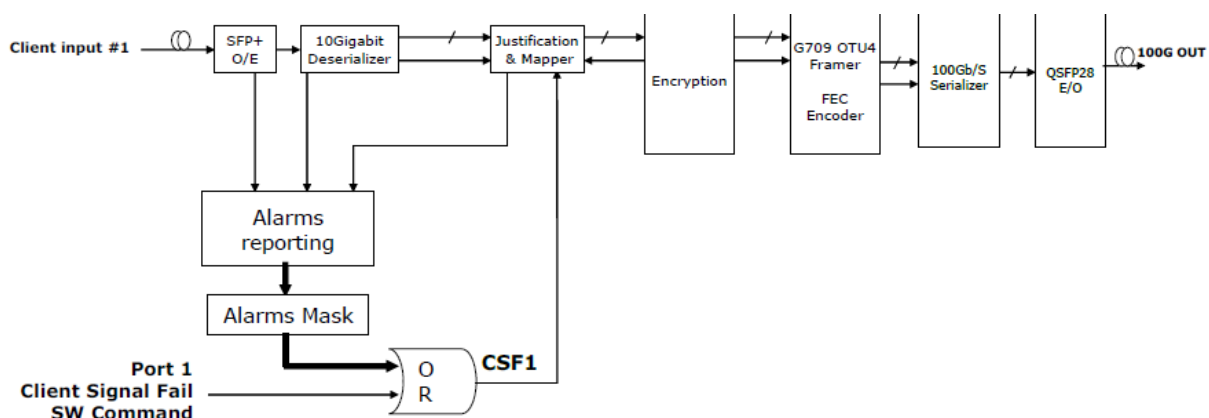 Client input #1
SFP+
O/E
10Gigabit
Deserializer
Justification
& Mapper
Encryption
G709 OTU4
Framer
FEC
Encoder
100Gb/S
Serializer
QSFP28
E/O
100G OUT
Alarms
reporting
Alarms Mask
Port 1
Client Signal Fail
SW Command
O
R
CSF1